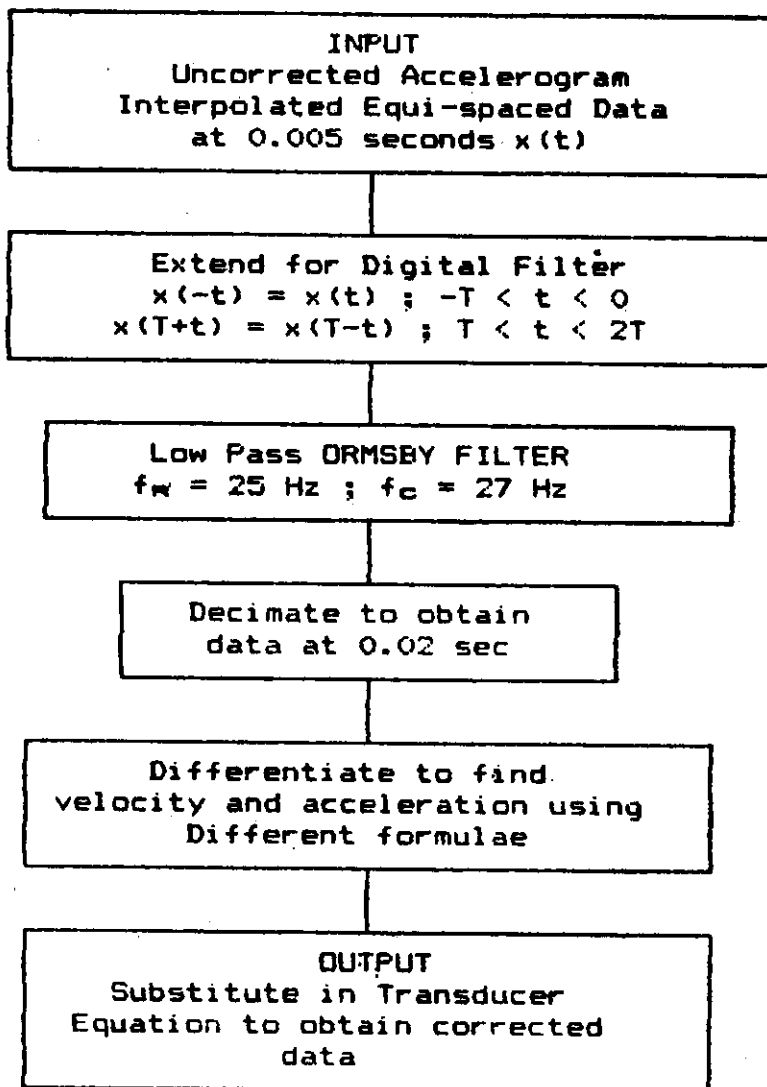 INPUT
Uncorrected Accelerogram
Interpolated Equi-spaced Data
at 0.005 seconds x(t)
Extend for Digital Filter
x(-t) = x(t) ; -T < t < 0
x(T+t) = x(T-t) ; T < t < 2T
Low Pass ORMSBY FILTER
= 25 Hz ; fc = 27 Hz
Decimate to obtain
data at 0.02 sec
Differentiate to find
velocity and acceleration using
Different formulae
OUTPUT
Substitute in Transducer
Equation to obtain corrected
data